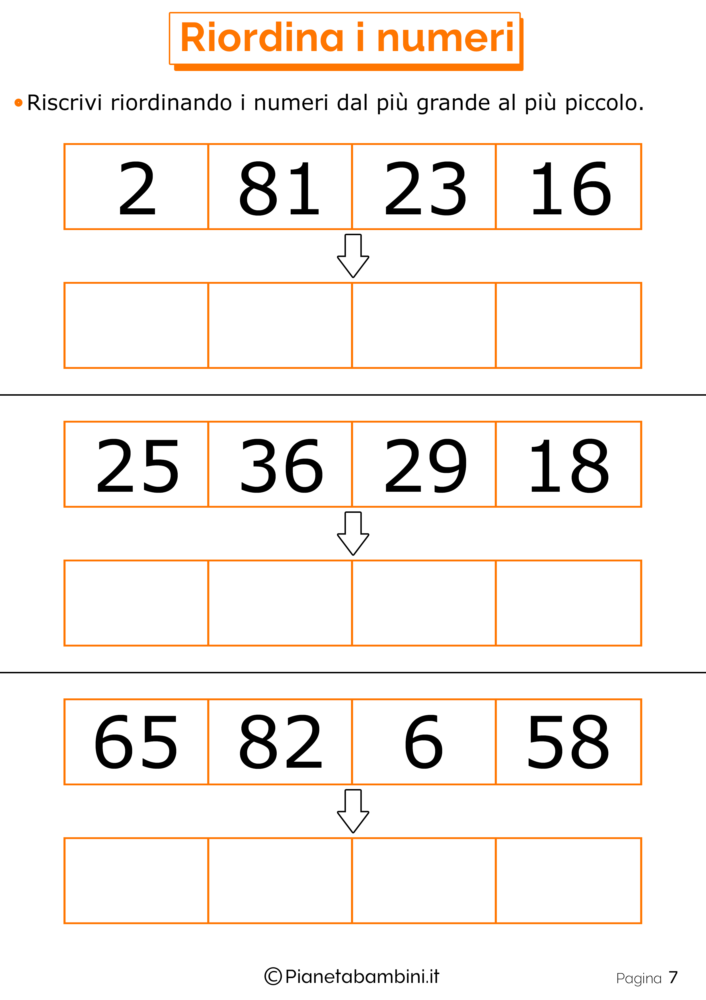 Riordina i numeri
Riscrivi riordinando i numeri dal più grande al più piccolo.
2 81 23 16
25 36 29 18
65 82 6 58
©Pianetabambini.it
Pagina 7